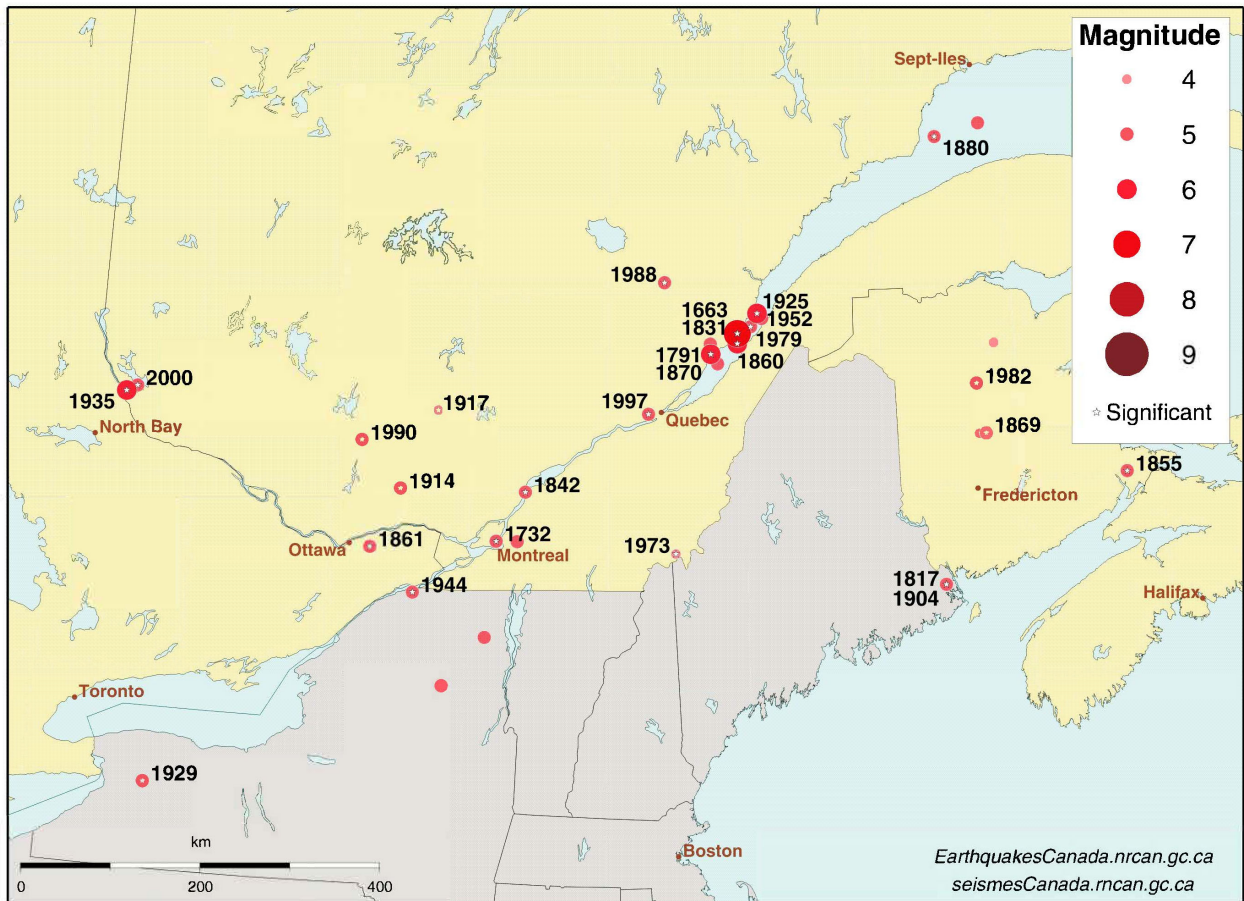 Magnitude
4
5
6
7
8
9
Significant
Sept-Iles
1880
1988
1663
1925
1831
1952
1979
1791
1860
1870
2000
1935
1917
1997
Quebec
1982
North Bay
1990
1869
1914
1842
1855
Fredericton
1861
Ottawa
1732
Montreal
1973
1944
1817
1904
Halifax
Toronto
1929
km
0
200
400
Boston
EarthquakesCanada.nrcan.gc.ca
seismesCanada.rncan.gc.ca